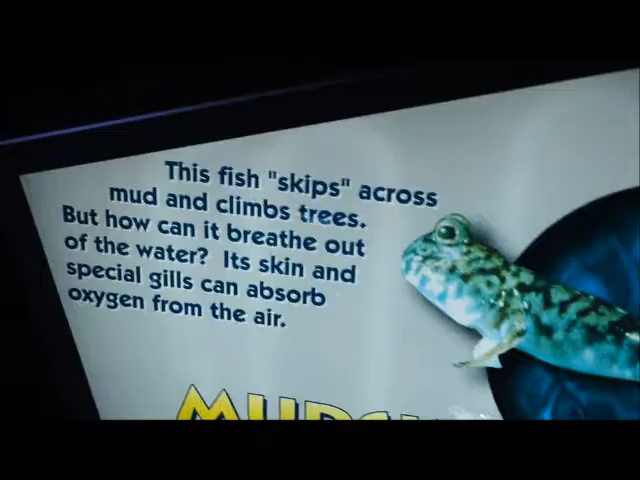 This fish "skips" across
mud and climbs trees.
But how can it breathe out
of the water? Its skin and
special gills can absorb
oxygen from the air.